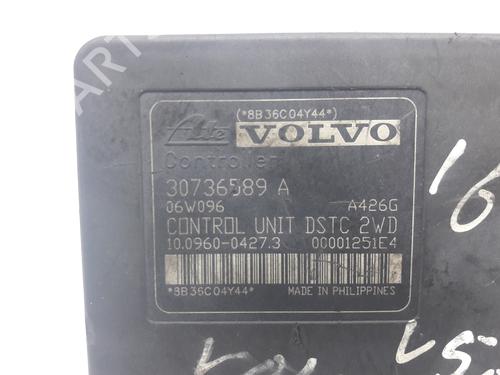 (*8B36C04Y44*)
Ate VOLVO
Controller
30736589 A
06W096 A426G
CONTROL UNIT DSTC 2WD
10.0960-0427.3 00001251E4
*8B36C04Y44* MADE IN PHILIPPINES